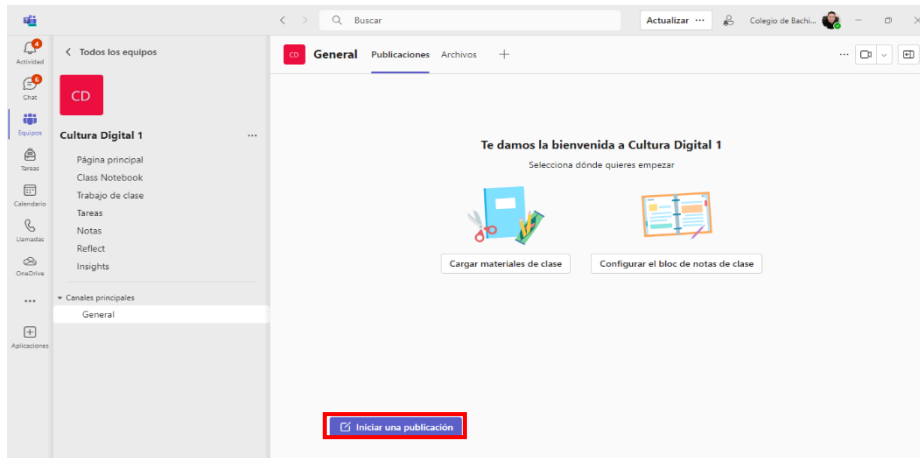 Buscar
Actualizar ···
Colegio de Bachi...
4
Actividad
6
Chat
Equipos
Tareas
Calendario
Llamadas
OneDrive
Aplicaciones
Todos los equipos
CD
Cultura Digital 1
Página principal
Class Notebook
Trabajo de clase
Tareas
Notas
Reflect
Insights
Canales principales
General
CD General Publicaciones Archivos
Te damos la bienvenida a Cultura Digital 1
Selecciona dónde quieres empezar
Cargar materiales de clase
Configurar el bloc de notas de clase
Iniciar una publicación